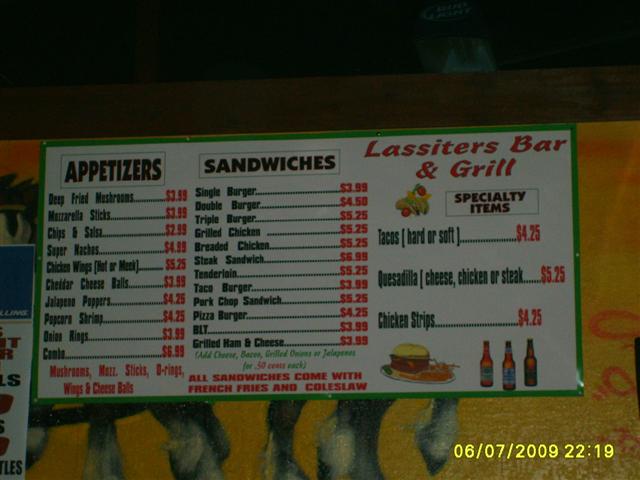 BUD LIGHT
Lassiters Bar
& Grill
APPETIZERS
Deep Fried Mushrooms..............$3.99
Mozzarella Sticks.............$3.99
Chips & Salsa...............$2.99
Super Nachos................$4.99
Chicken Wings [Hot or Meek]........$5.25
Cheddar Cheese Balls..........$3.99
Jalapeno Poppers.............$4.25
Popcorn Shrimp..............$4.25
Onion Rings................$3.99
Combo....................$6.99
Mushrooms, Mozz. Sticks, O-rings,
Wings & Cheese Balls
SANDWICHES
Single Burger..................$3.99
Double Burger..................$4.50
Triple Burger..................$5.25
Grilled Chicken ..................$5.25
Breaded Chicken..................$5.25
Steak Sandwich..................$6.99
Tenderloin..................$5.25
Taco Burger..................$3.99
Pork Chop Sandwich..................$5.25
Pizza Burger..................$4.25
BLT..................$3.99
Grilled Ham & Cheese..................$3.99
(Add Cheese, Bacon, Grilled Onions or Jalapenos
for .50 cents each)
ALL SANDWICHES COME WITH
FRENCH FRIES AND COLESLAW
SPECIALTY
ITEMS
Tacos [ hard or soft ]..............$4.25
Quesadilla [ cheese, chicken or steak......$5.25
Chicken Strips....................$4.25
06/07/2009 22:19